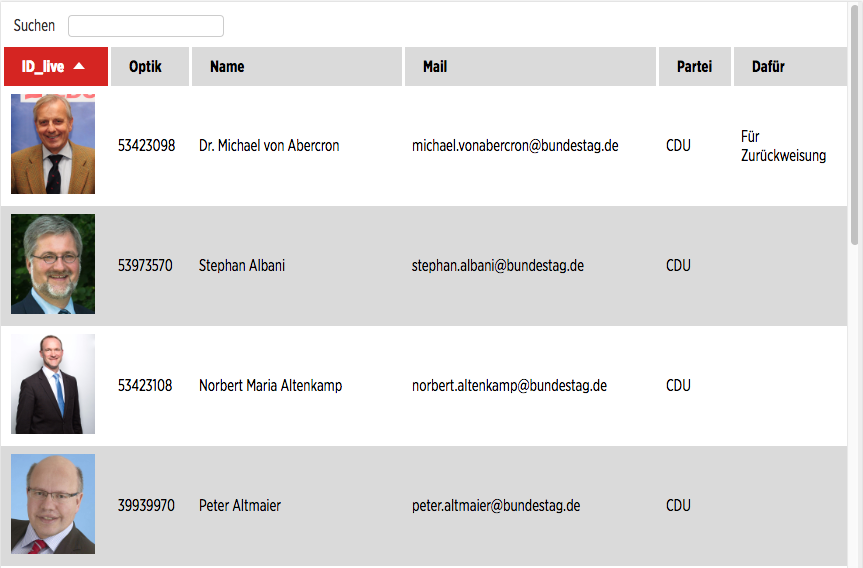 Suchen
ID_live Optik Name Mail Partei Dafür
53423098 Dr. Michael von Abercron michael.vonabercron@bundestag.de CDU Für
Zurückweisung
53973570 Stephan Albani stephan.albani@bundestag.de CDU
53423108 Norbert Maria Altenkamp norbert.altenkamp@bundestag.de CDU
39939970 Peter Altmaier peter.altmaier@bundestag.de CDU